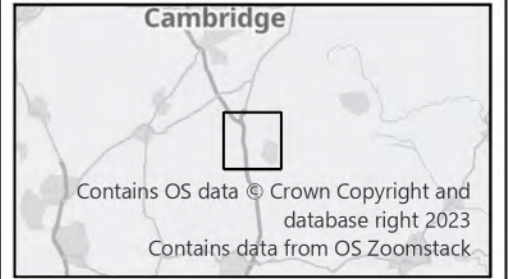 Cambridge
Contains OS data © Crown Copyright and
database right 2023
Contains data from OS Zoomstack